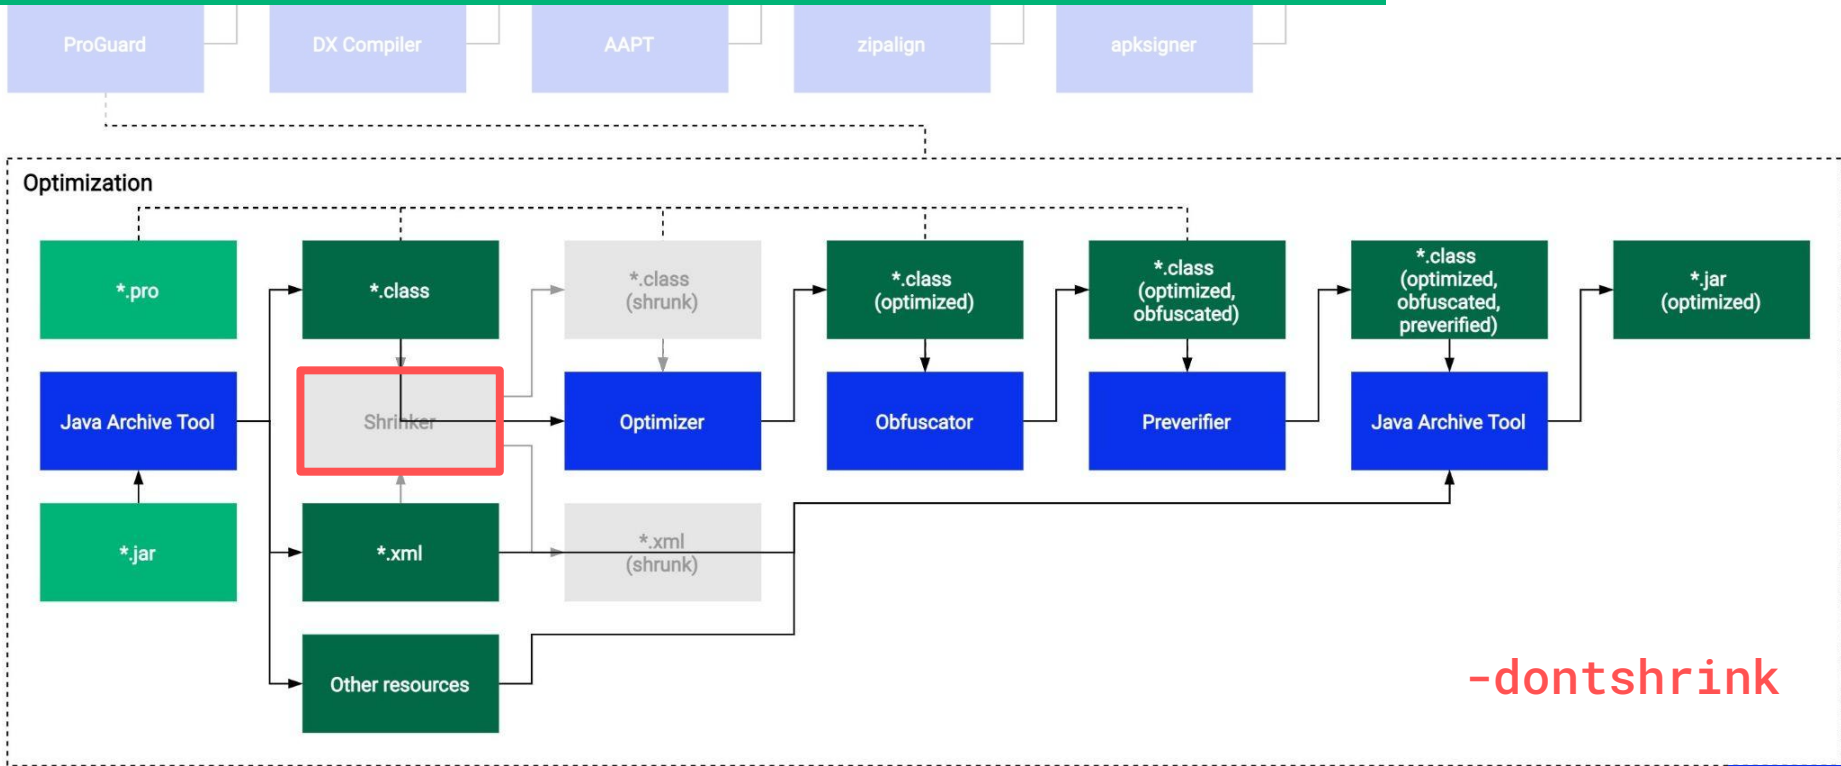 ProGuard
DX Compiler
AAPT
zipalign
apksigner
Optimization
*.pro
*.class
*.class
(shrunk)
*.class
(optimized)
*.class
(optimized,
obfuscated)
*.class
(optimized,
obfuscated,
preverified)
*.jar
(optimized)
Java Archive Tool
Shrinker
Optimizer
Obfuscator
Preverifier
Java Archive Tool
*.jar
*.xml
*.xml
(shrunk)
Other resources
-dontshrink